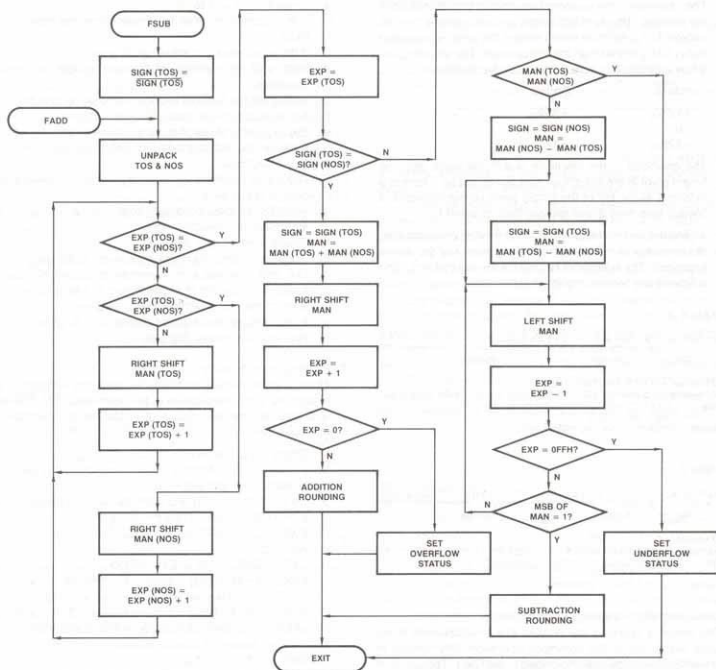 FSUB
SIGN (TOS) =
SIGN (TOS)
FADD
UNPACK
TOS & NOS
EXP (TOS) =
EXP (NOS)?
Y
N
EXP (TOS) >
EXP (NOS)?
Y
N
RIGHT SHIFT
MAN (TOS)
EXP (TOS) =
EXP (TOS) + 1
RIGHT SHIFT
MAN (NOS)
EXP (NOS) =
EXP (NOS) + 1
EXP =
EXP (TOS)
SIGN (TOS) =
SIGN (NOS)?
N
Y
SIGN = SIGN (TOS)
MAN =
MAN (TOS) + MAN (NOS)
RIGHT SHIFT
MAN
EXP =
EXP + 1
EXP = 0?
Y
N
ADDITION
ROUNDING
SET
OVERFLOW
STATUS
EXIT
MAN (TOS)
MAN (NOS)
Y
N
SIGN = SIGN (NOS)
MAN =
MAN (NOS) − MAN (TOS)
SIGN = SIGN (TOS)
MAN =
MAN (TOS) − MAN (NOS)
LEFT SHIFT
MAN
EXP =
EXP − 1
EXP = 0FFH?
Y
N
MSB OF
MAN = 1?
N
Y
SET
UNDERFLOW
STATUS
SUBTRACTION
ROUNDING